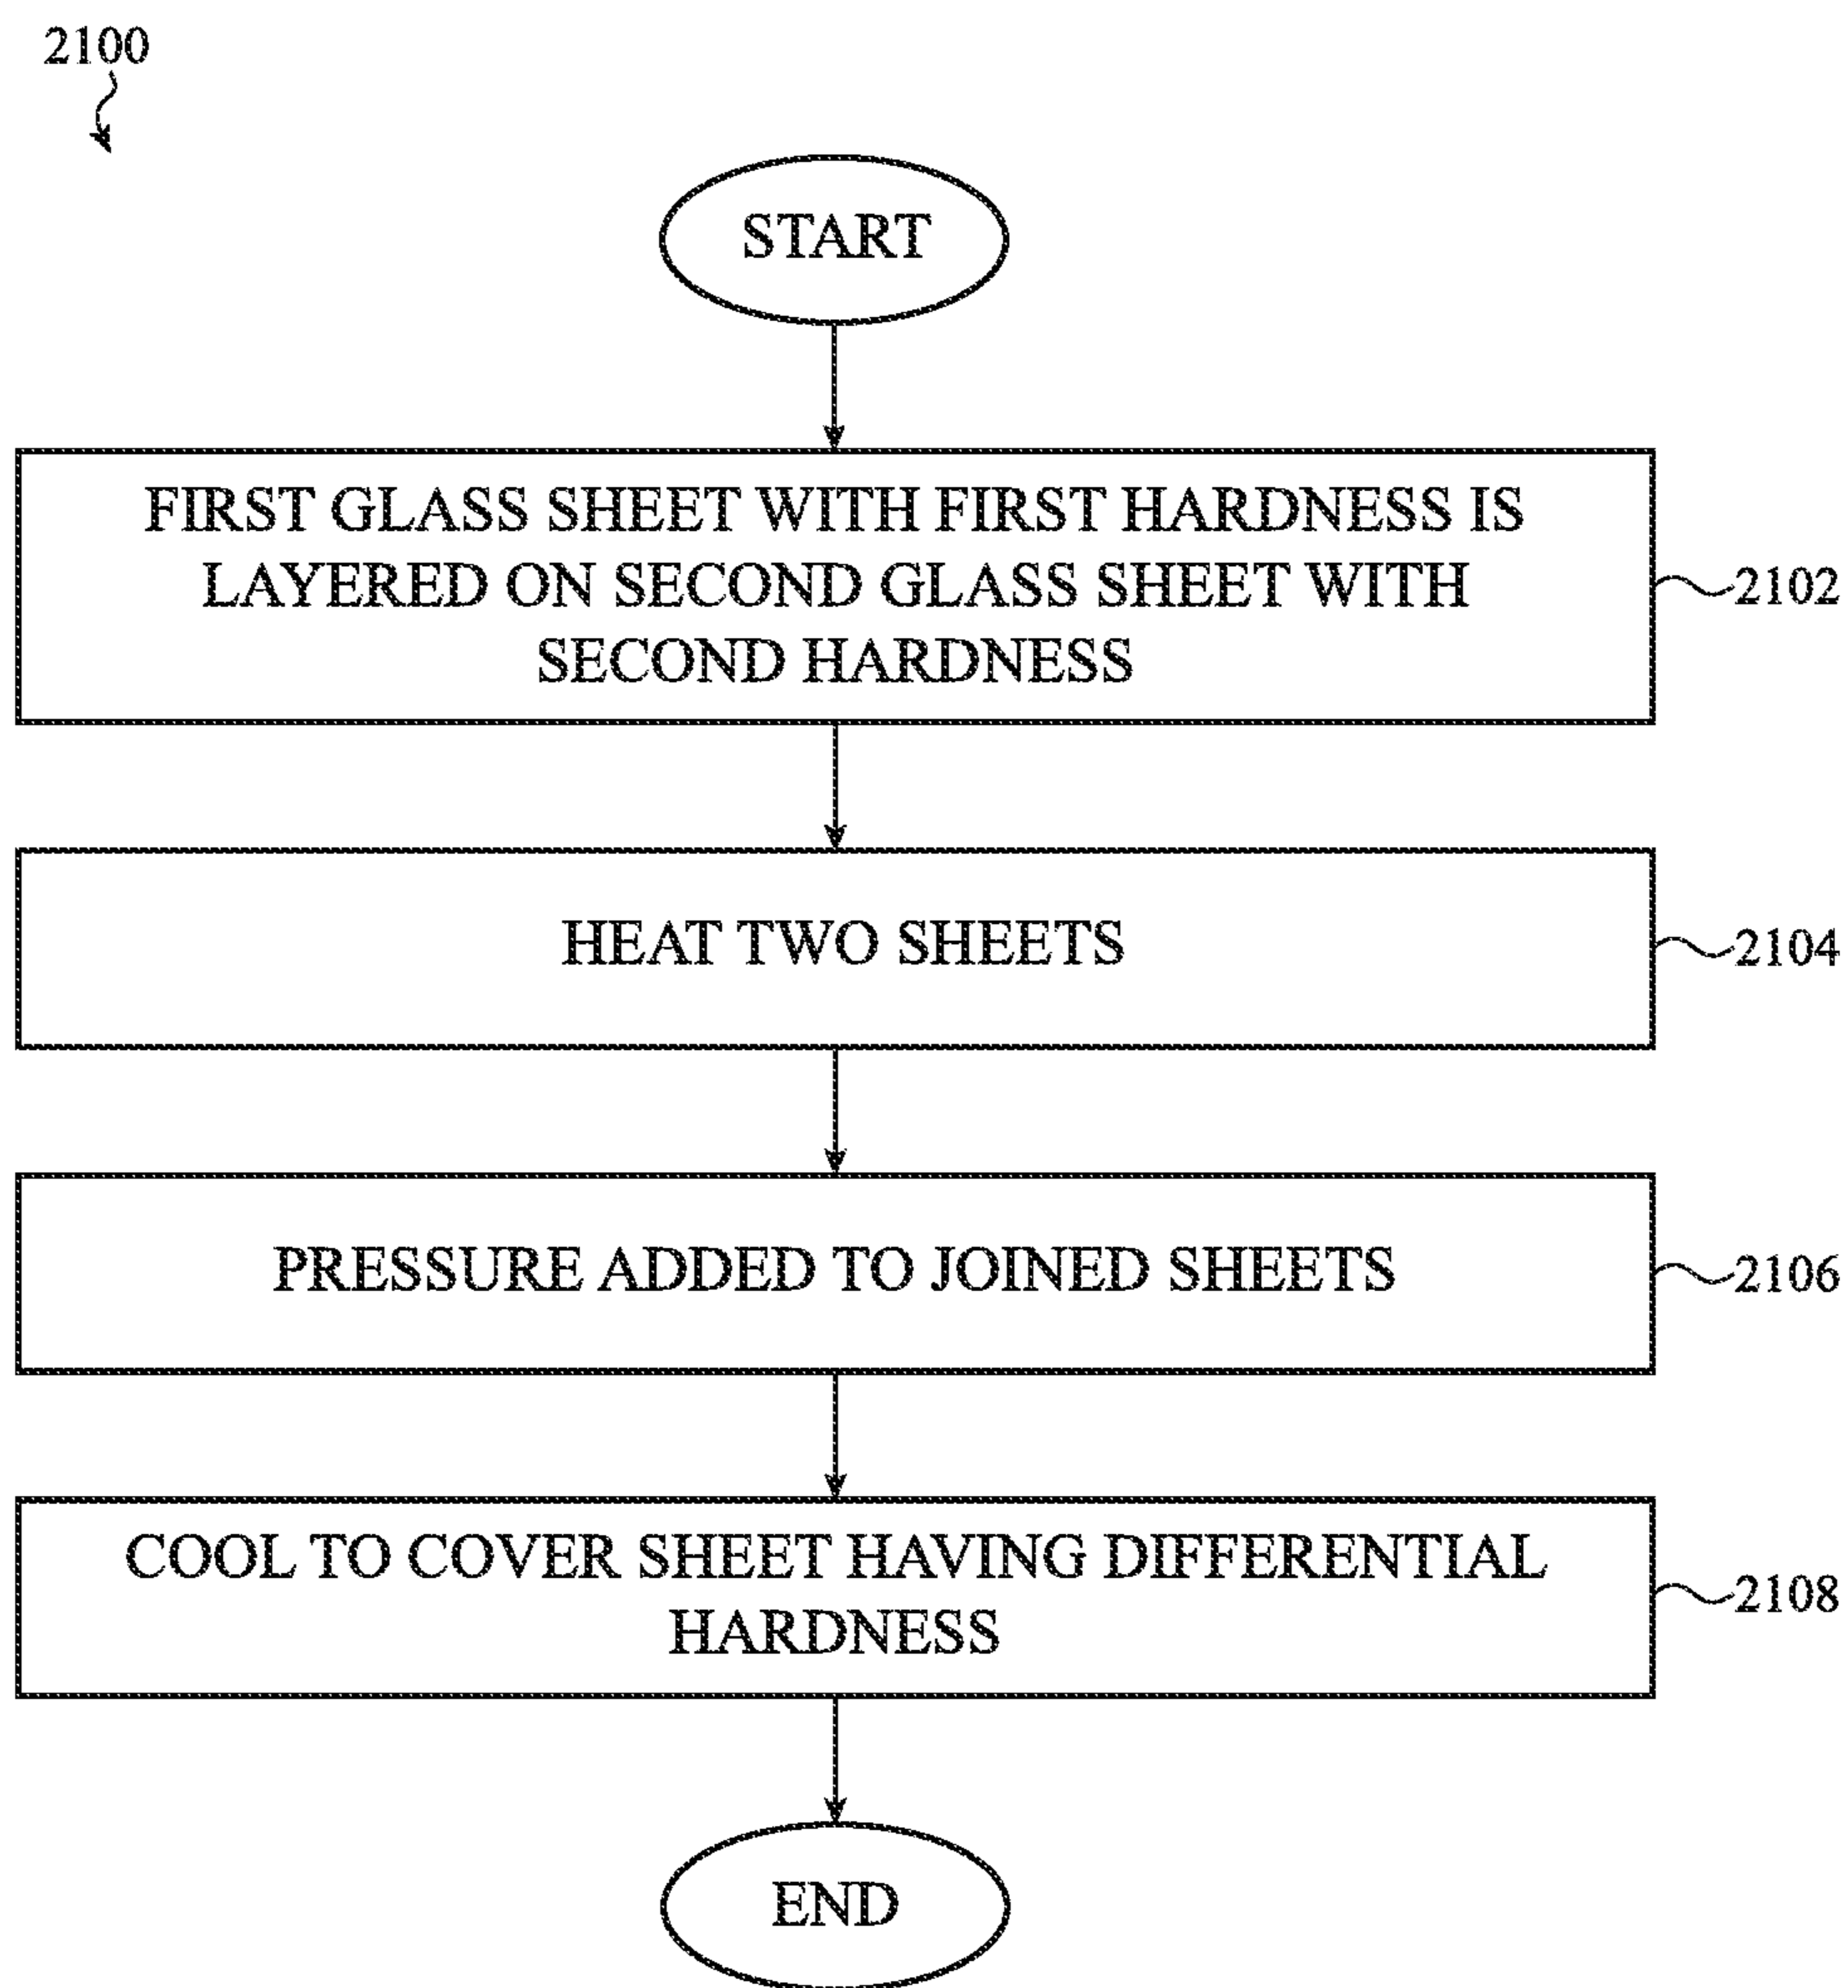 2100
START
FIRST GLASS SHEET WITH FIRST HARDNESS IS
LAYERED ON SECOND GLASS SHEET WITH
SECOND HARDNESS
2102
HEAT TWO SHEETS
2104
PRESSURE ADDED TO JOINED SHEETS
2106
COOL TO COVER SHEET HAVING DIFFERENTIAL
HARDNESS
2108
END